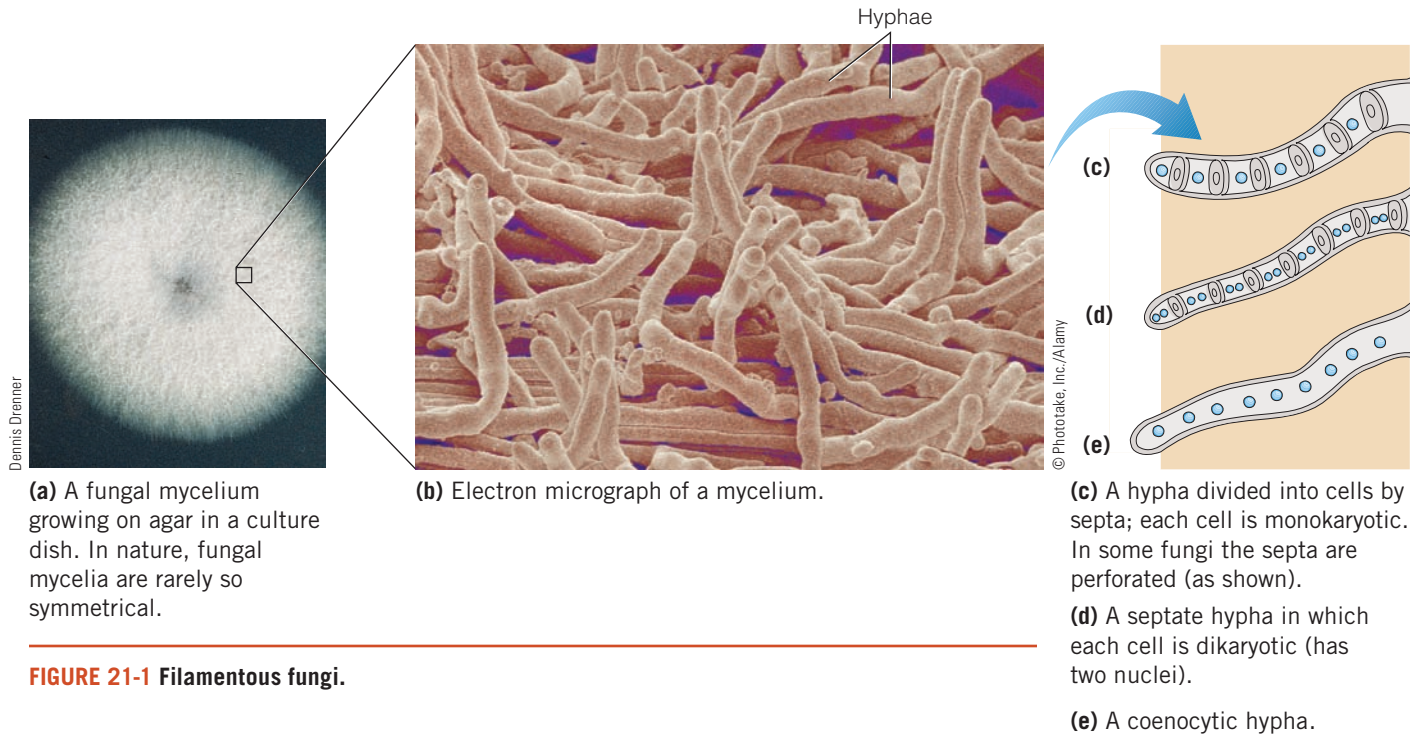 Hyphae
Dennis Drenner
© Phototake, Inc./Alamy
(c)
(d)
(e)
(a) A fungal mycelium
growing on agar in a culture
dish. In nature, fungal
mycelia are rarely so
symmetrical.
(b) Electron micrograph of a mycelium.
(c) A hypha divided into cells by
septa; each cell is monokaryotic.
In some fungi the septa are
perforated (as shown).
(d) A septate hypha in which
each cell is dikaryotic (has
two nuclei).
(e) A coenocytic hypha.
FIGURE 21-1 Filamentous fungi.